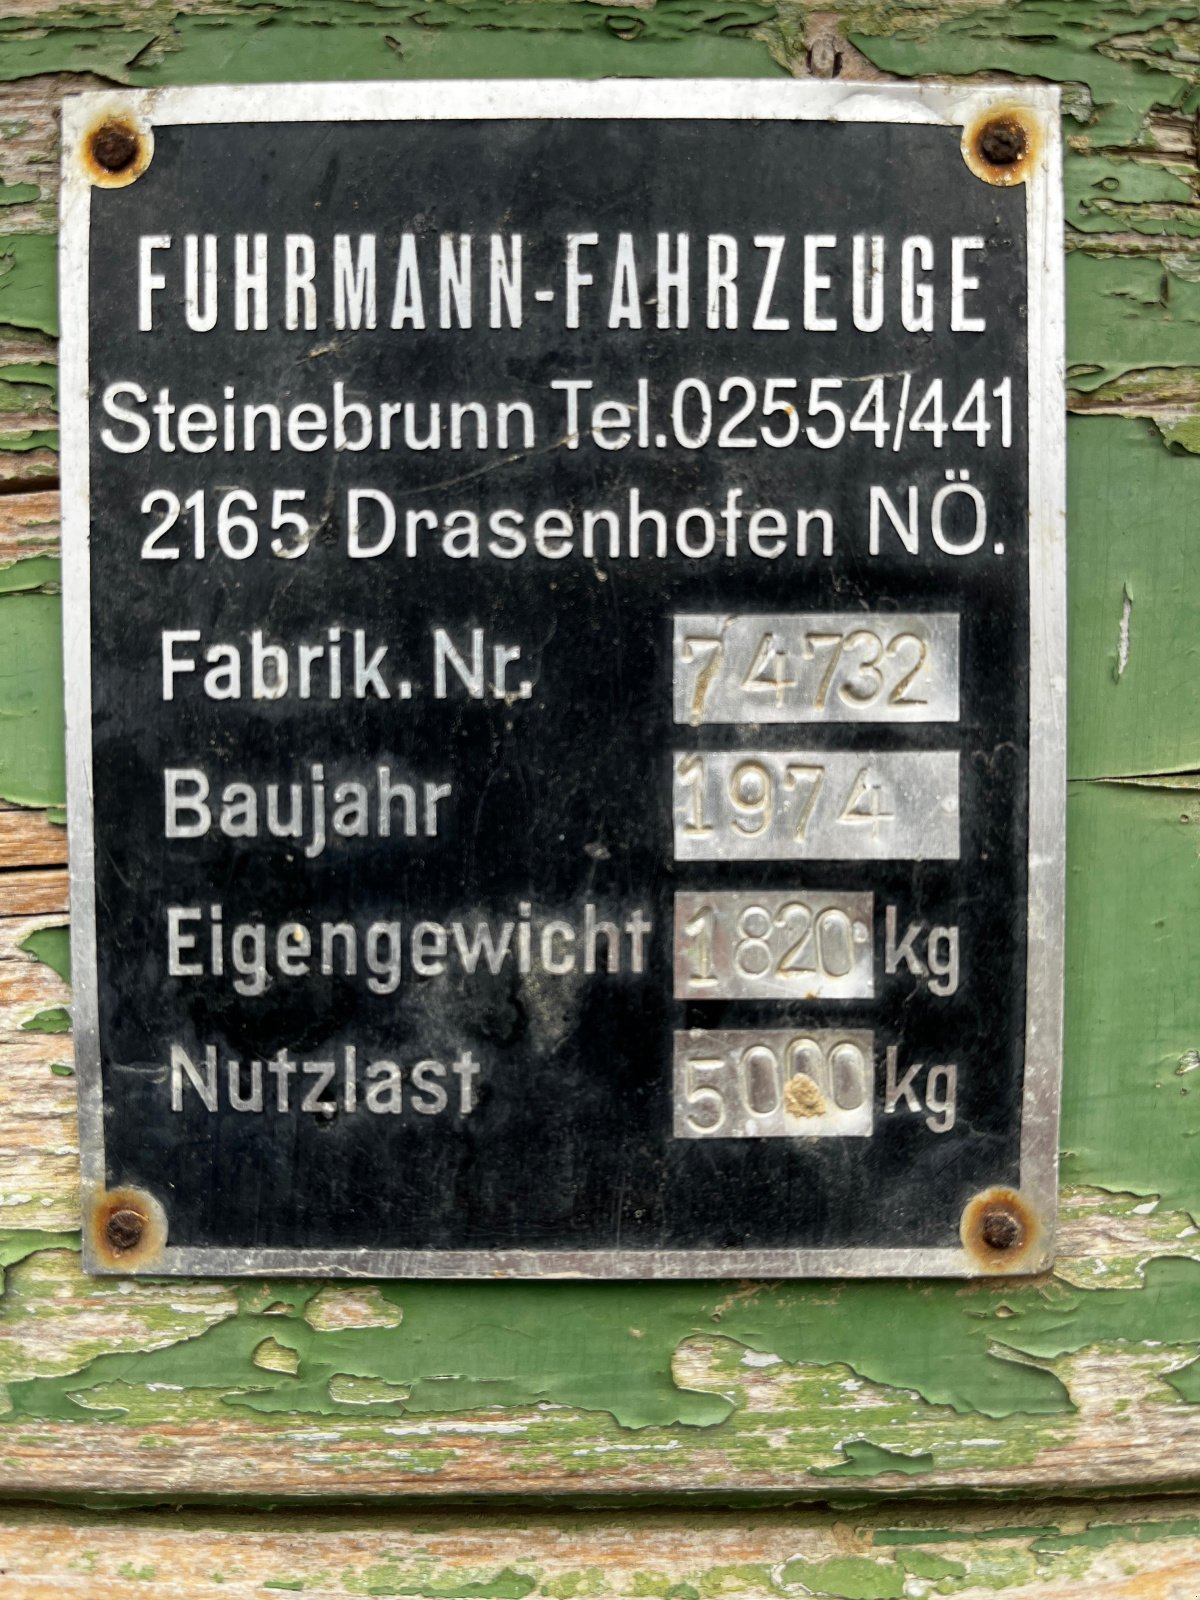 FUHRMANN-FAHRZEUGE
Steinebrunn Tel.02554/441
2165 Drasenhofen NÖ.
Fabrik. Nr. 74732
Baujahr 1974
Eigengewicht 1820 kg
Nutzlast 5000 kg